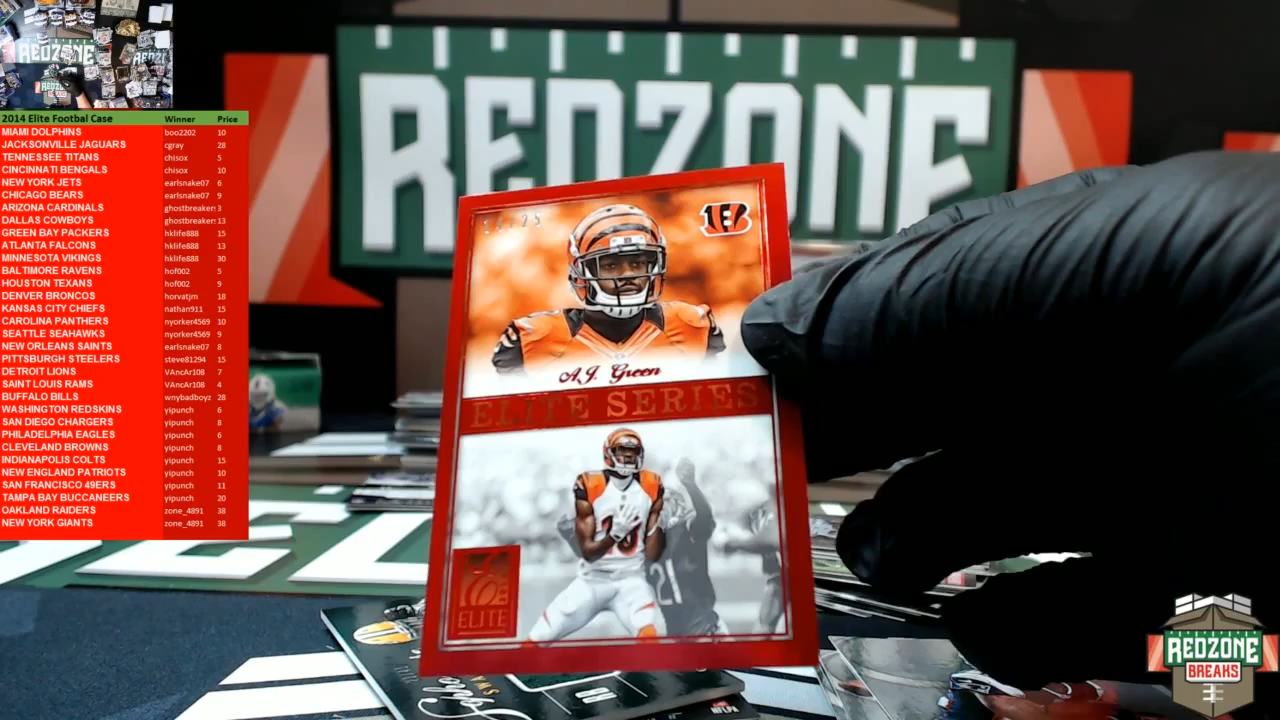 REDZONE
2014 Elite Footbal Case Winner Price
MIAMI DOLPHINS boo2202 10
JACKSONVILLE JAGUARS cgray 28
TENNESSEE TITANS chisox 5
CINCINNATI BENGALS chisox 10
NEW YORK JETS earlsnake07 6
CHICAGO BEARS earlsnake07 9
ARIZONA CARDINALS ghostbreaker 3
DALLAS COWBOYS ghostbreaker 13
GREEN BAY PACKERS hklife888 15
ATLANTA FALCONS hklife888 13
MINNESOTA VIKINGS hklife888 30
BALTIMORE RAVENS hof002 5
HOUSTON TEXANS hof002 9
DENVER BRONCOS horvatjm 18
KANSAS CITY CHIEFS nathan911 15
CAROLINA PANTHERS nyorker4569 10
SEATTLE SEAHAWKS nyorker4569 9
NEW ORLEANS SAINTS earlsnake07 8
PITTSBURGH STEELERS steve81294 15
DETROIT LIONS VAncAr108 7
SAINT LOUIS RAMS VAncAr108 4
BUFFALO BILLS wnybadboyz 28
WASHINGTON REDSKINS yipunch 6
SAN DIEGO CHARGERS yipunch 8
PHILADELPHIA EAGLES yipunch 6
CLEVELAND BROWNS yipunch 8
INDIANAPOLIS COLTS yipunch 15
NEW ENGLAND PATRIOTS yipunch 10
SAN FRANCISCO 49ERS yipunch 11
TAMPA BAY BUCCANEERS yipunch 20
OAKLAND RAIDERS zone_4891 38
NEW YORK GIANTS zone_4891 38
REDZONE
B
A.J. Green
ELITE SERIES
21
ELITE
REDZONE
BREAKS